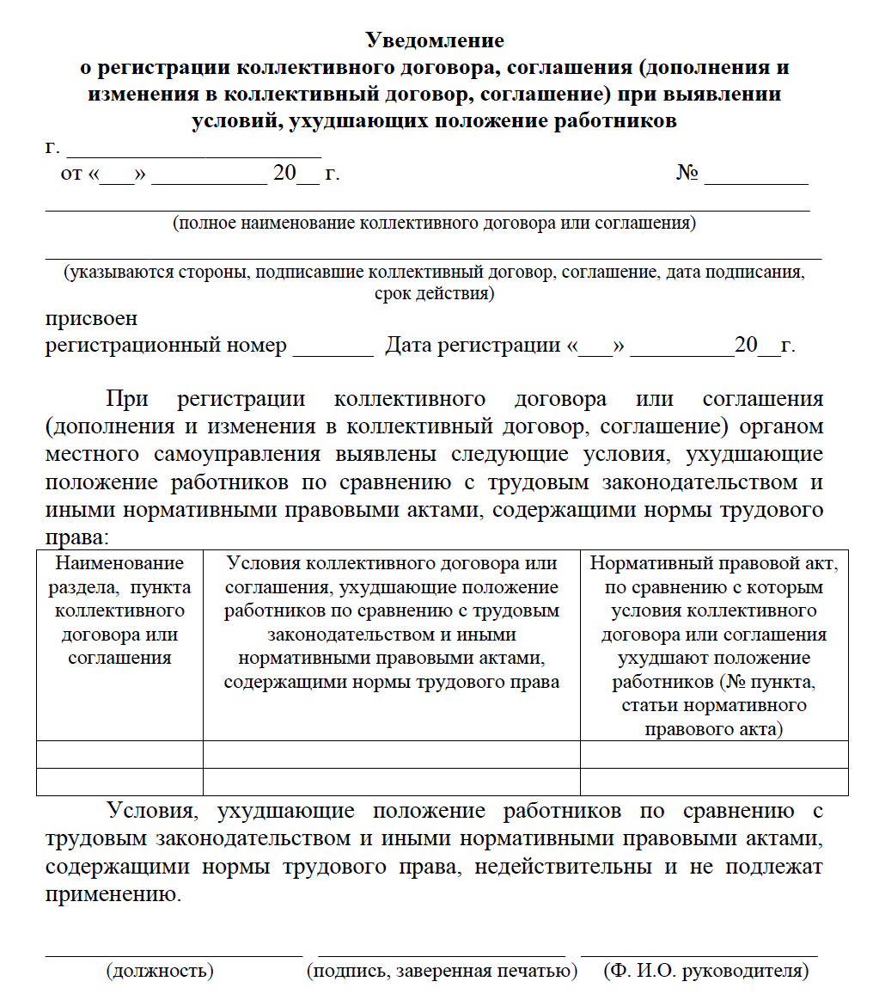 Уведомление
о регистрации коллективного договора, соглашения (дополнения и
изменения в коллективный договор, соглашение) при выявлении
условий, ухудшающих положение работников
г. ______________________
от «___» __________ 20__ г. № _________
__________________________________________________________________
(полное наименование коллективного договора или соглашения)
___________________________________________________________________
(указываются стороны, подписавшие коллективный договор, соглашение, дата подписания,
срок действия)
присвоен
регистрационный номер _______ Дата регистрации «___» _________20__г.
При регистрации коллективного договора или соглашения
(дополнения и изменения в коллективный договор, соглашение) органом
местного самоуправления выявлены следующие условия, ухудшающие
положение работников по сравнению с трудовым законодательством и
иными нормативными правовыми актами, содержащими нормы трудового
права:
Наименование
раздела, пункта
коллективного
договора или
соглашения
Условия коллективного договора или
соглашения, ухудшающие положение
работников по сравнению с трудовым
законодательством и иными
нормативными правовыми актами,
содержащими нормы трудового права
Нормативный правовой акт,
по сравнению с которым
условия коллективного
договора или соглашения
ухудшают положение
работников (№ пункта,
статьи нормативного
правового акта)
Условия, ухудшающие положение работников по сравнению с
трудовым законодательством и иными нормативными правовыми актами,
содержащими нормы трудового права, недействительны и не подлежат
применению.
_________________________ ________________________ _______________________
(должность) (подпись, заверенная печатью) (Ф. И.О. руководителя)